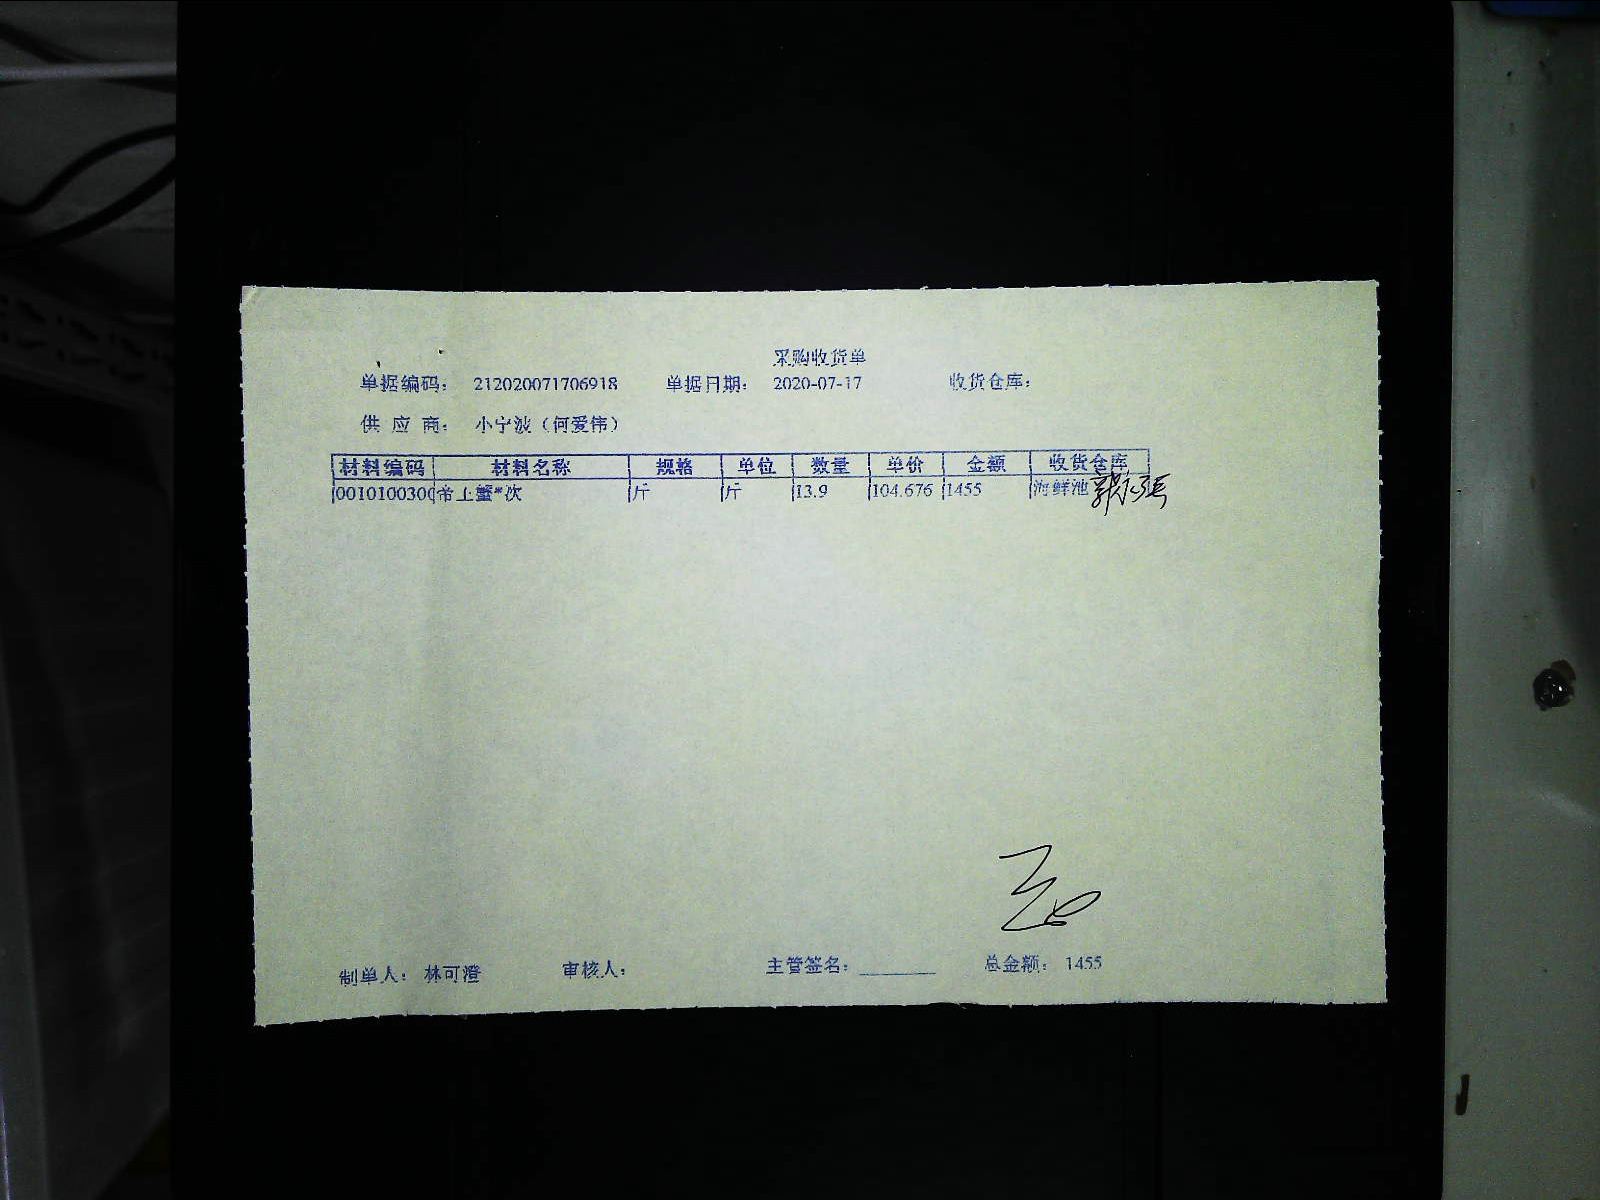 采购收货单
单据编码： 212020071706918 单据日期： 2020-07-17 收货仓库：
供 应 商： 小宁波（何爱伟）
材料编码 材料名称 规格 单位 数量 单价 金额 收货仓库
0010100300 帝王蟹*次 斤 斤 13.9 104.676 1455 海鲜池
制单人： 林可澄 审核人： 主管签名：________ 总金额： 1455